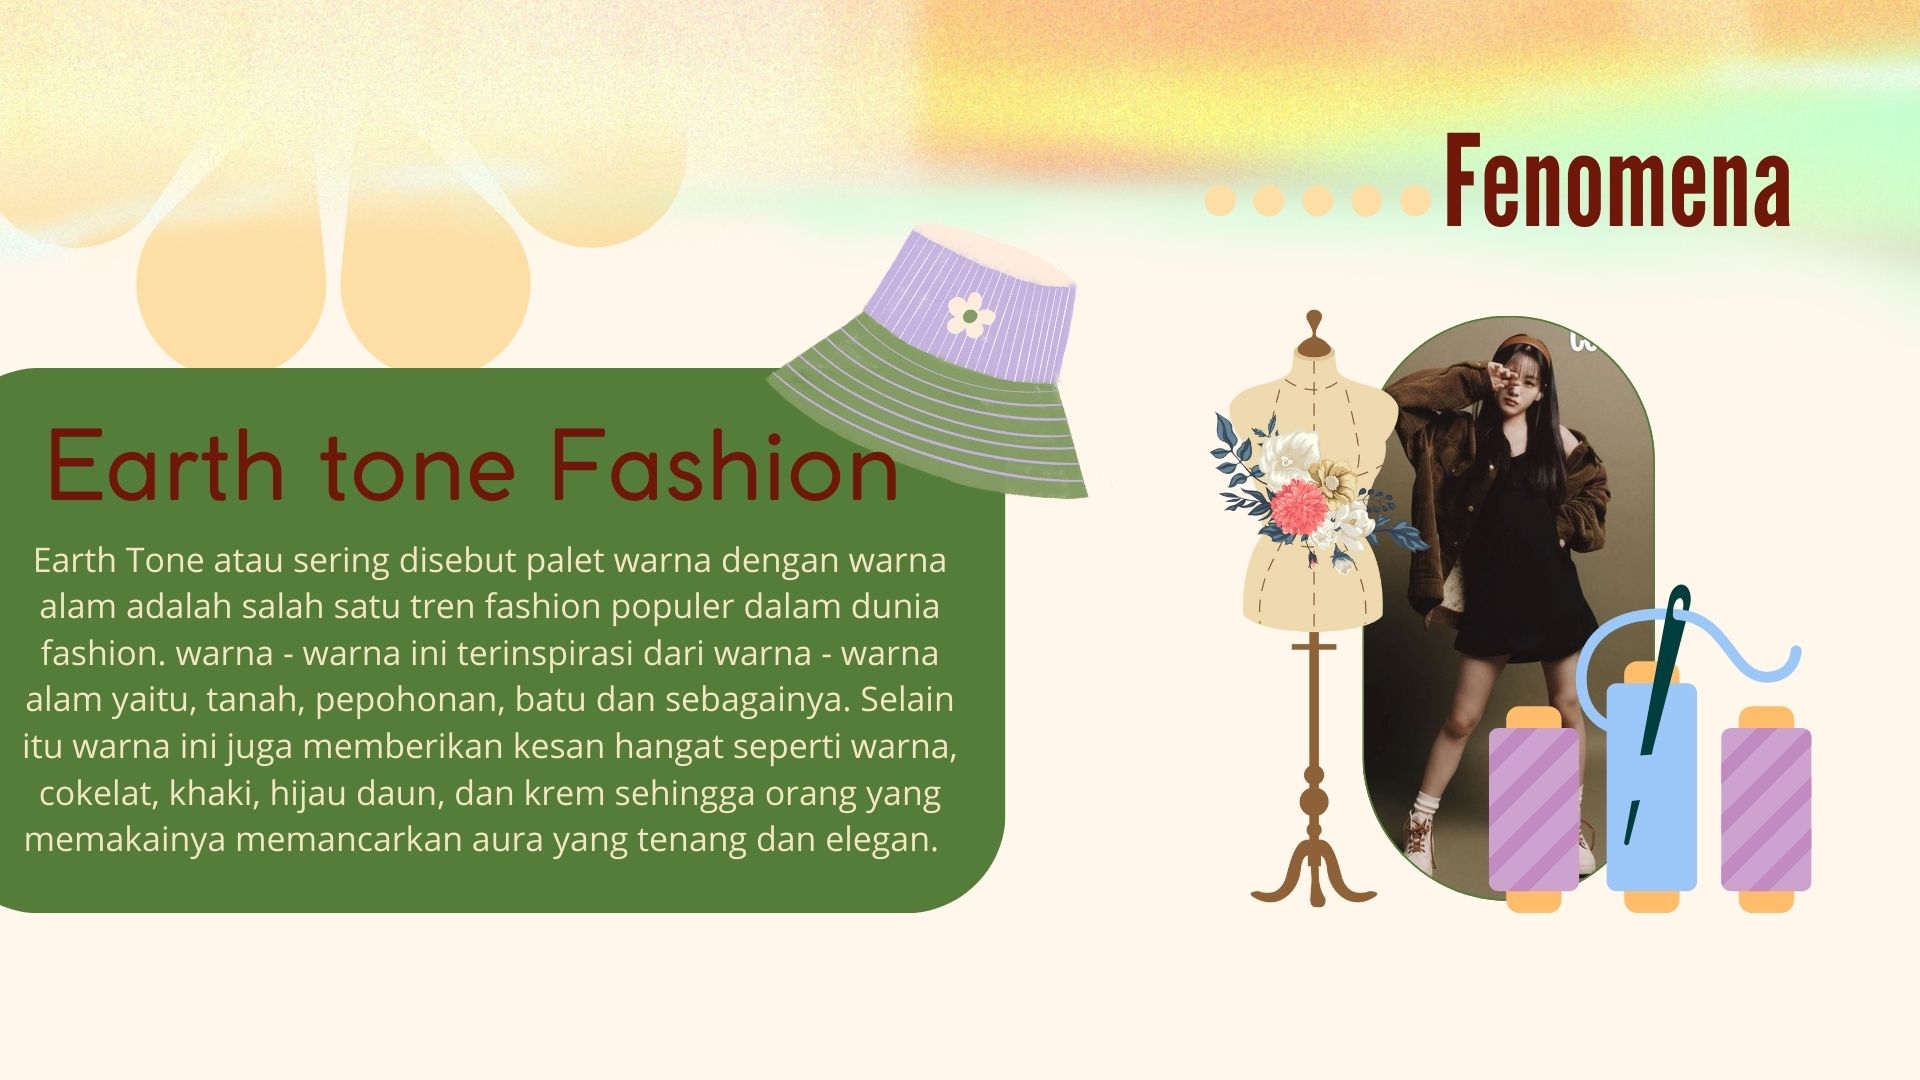 Fenomena
Earth tone Fashion
Earth Tone atau sering disebut palet warna dengan warna
alam adalah salah satu tren fashion populer dalam dunia
fashion. warna - warna ini terinspirasi dari warna - warna
alam yaitu, tanah, pepohonan, batu dan sebagainya. Selain
itu warna ini juga memberikan kesan hangat seperti warna,
cokelat, khaki, hijau daun, dan krem sehingga orang yang
memakainya memancarkan aura yang tenang dan elegan.